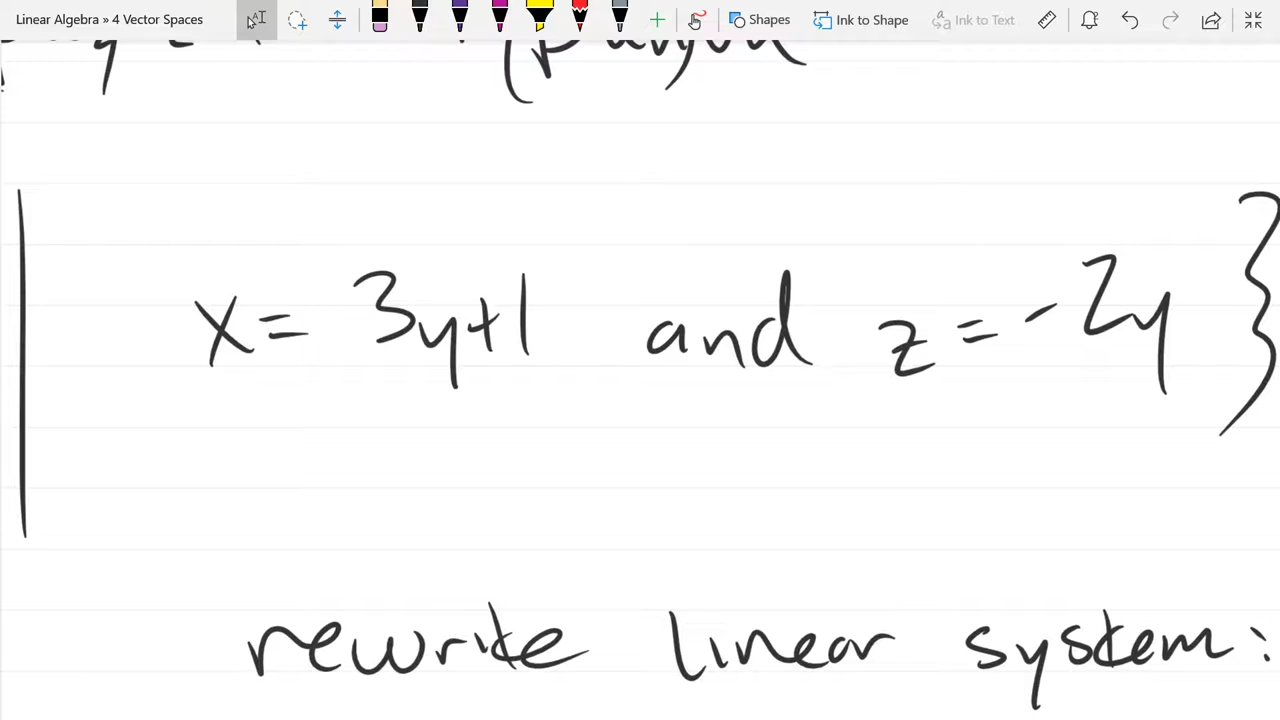 Linear Algebra » 4 Vector Spaces
Shapes
Ink to Shape
Ink to Text
x = 3y+1 and z = -2y }
rewrite linear system: